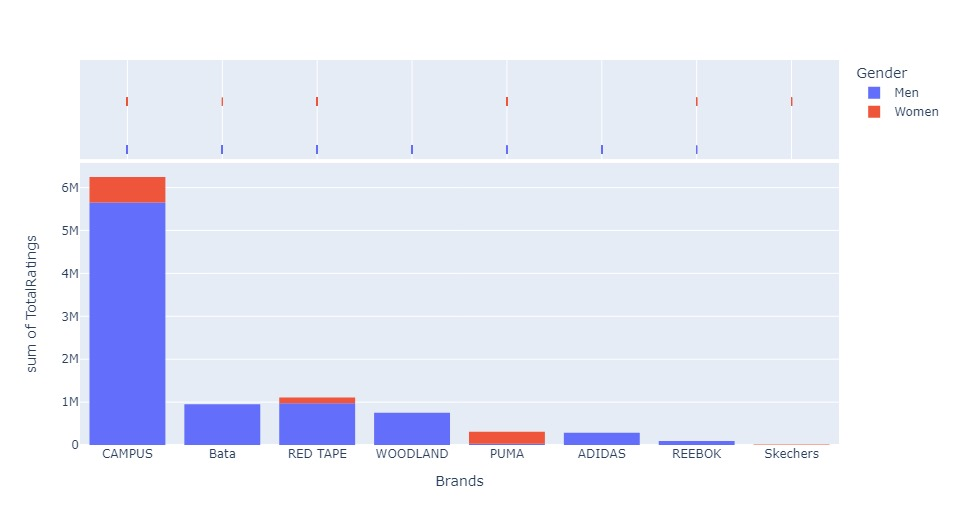 Gender
Men
Women
sum of TotalRatings
6M
5M
4M
3M
2M
1M
0
CAMPUS Bata RED TAPE WOODLAND PUMA ADIDAS REEBOK Skechers
Brands